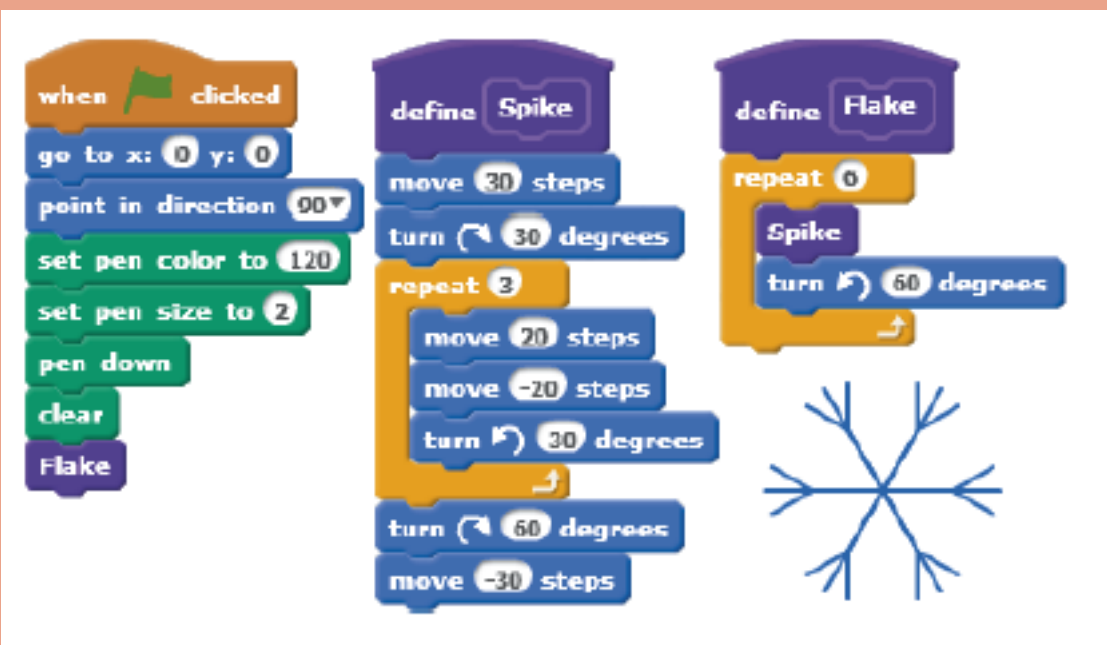 when clicked
go to x: 0 y: 0
point in direction 90
set pen color to 120
set pen size to 2
pen down
clear
Flake
define Spike
move 30 steps
turn 30 degrees
repeat 3
move 20 steps
move -20 steps
turn 30 degrees
turn 60 degrees
move -30 steps
define Flake
repeat 6
Spike
turn 60 degrees